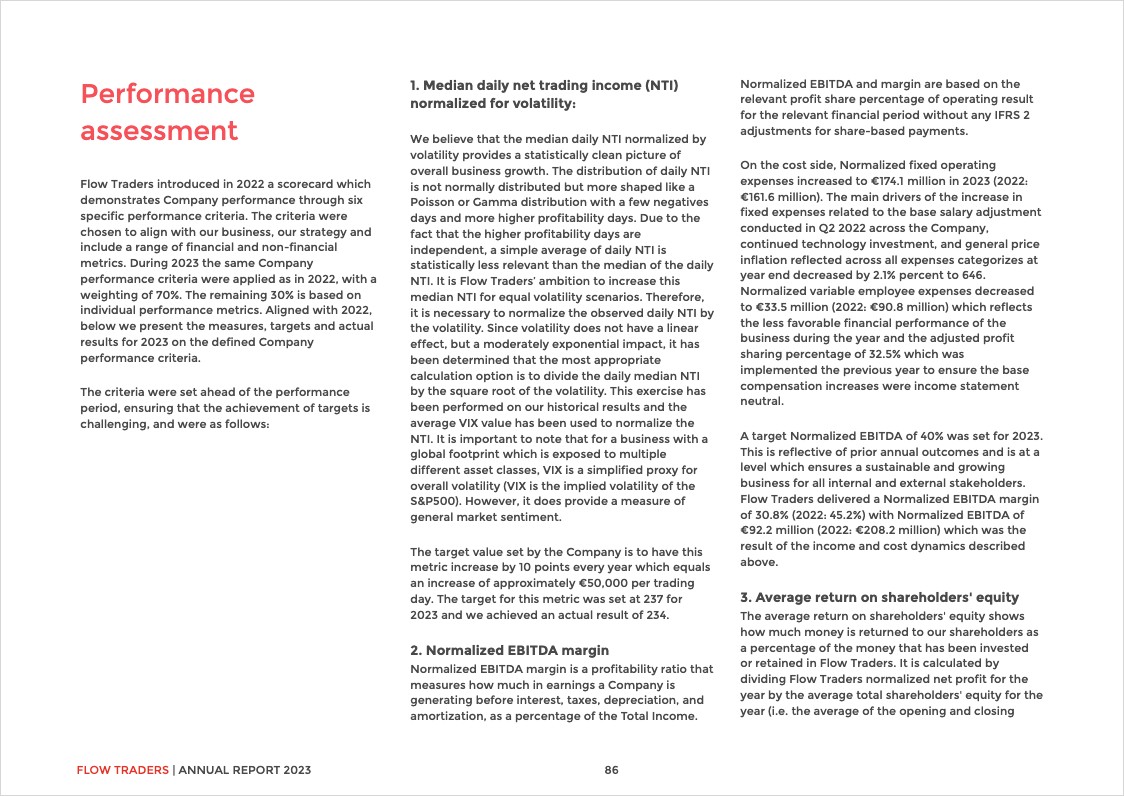 Performance
assessment
Flow Traders introduced in 2022 a scorecard which
demonstrates Company performance through six
specific performance criteria. The criteria were
chosen to align with our business, our strategy and
include a range of financial and non-financial
metrics. During 2023 the same Company
performance criteria were applied as in 2022, with a
weighting of 70%. The remaining 30% is based on
individual performance metrics. Aligned with 2022,
below we present the measures, targets and actual
results for 2023 on the defined Company
performance criteria.
The criteria were set ahead of the performance
period, ensuring that the achievement of targets is
challenging, and were as follows:
1. Median daily net trading income (NTI)
normalized for volatility:
We believe that the median daily NTI normalized by
volatility provides a statistically clean picture of
overall business growth. The distribution of daily NTI
is not normally distributed but more shaped like a
Poisson or Gamma distribution with a few negatives
days and more higher profitability days. Due to the
fact that the higher profitability days are
independent, a simple average of daily NTI is
statistically less relevant than the median of the daily
NTI. It is Flow Traders’ ambition to increase this
median NTI for equal volatility scenarios. Therefore,
it is necessary to normalize the observed daily NTI by
the volatility. Since volatility does not have a linear
effect, but a moderately exponential impact, it has
been determined that the most appropriate
calculation option is to divide the daily median NTI
by the square root of the volatility. This exercise has
been performed on our historical results and the
average VIX value has been used to normalize the
NTI. It is important to note that for a business with a
global footprint which is exposed to multiple
different asset classes, VIX is a simplified proxy for
overall volatility (VIX is the implied volatility of the
S&P500). However, it does provide a measure of
general market sentiment.
The target value set by the Company is to have this
metric increase by 10 points every year which equals
an increase of approximately €50,000 per trading
day. The target for this metric was set at 237 for
2023 and we achieved an actual result of 234.
2. Normalized EBITDA margin
Normalized EBITDA margin is a profitability ratio that
measures how much in earnings a Company is
generating before interest, taxes, depreciation, and
amortization, as a percentage of the Total Income.
Normalized EBITDA and margin are based on the
relevant profit share percentage of operating result
for the relevant financial period without any IFRS 2
adjustments for share-based payments.
On the cost side, Normalized fixed operating
expenses increased to €174.1 million in 2023 (2022:
€161.6 million). The main drivers of the increase in
fixed expenses related to the base salary adjustment
conducted in Q2 2022 across the Company,
continued technology investment, and general price
inflation reflected across all expenses categorizes at
year end decreased by 2.1% percent to 646.
Normalized variable employee expenses decreased
to €33.5 million (2022: €90.8 million) which reflects
the less favorable financial performance of the
business during the year and the adjusted profit
sharing percentage of 32.5% which was
implemented the previous year to ensure the base
compensation increases were income statement
neutral.
A target Normalized EBITDA of 40% was set for 2023.
This is reflective of prior annual outcomes and is at a
level which ensures a sustainable and growing
business for all internal and external stakeholders.
Flow Traders delivered a Normalized EBITDA margin
of 30.8% (2022: 45.2%) with Normalized EBITDA of
€92.2 million (2022: €208.2 million) which was the
result of the income and cost dynamics described
above.
3. Average return on shareholders' equity
The average return on shareholders' equity shows
how much money is returned to our shareholders as
a percentage of the money that has been invested
or retained in Flow Traders. It is calculated by
dividing Flow Traders normalized net profit for the
year by the average total shareholders' equity for the
year (i.e. the average of the opening and closing
FLOW TRADERS | ANNUAL REPORT 2023
86